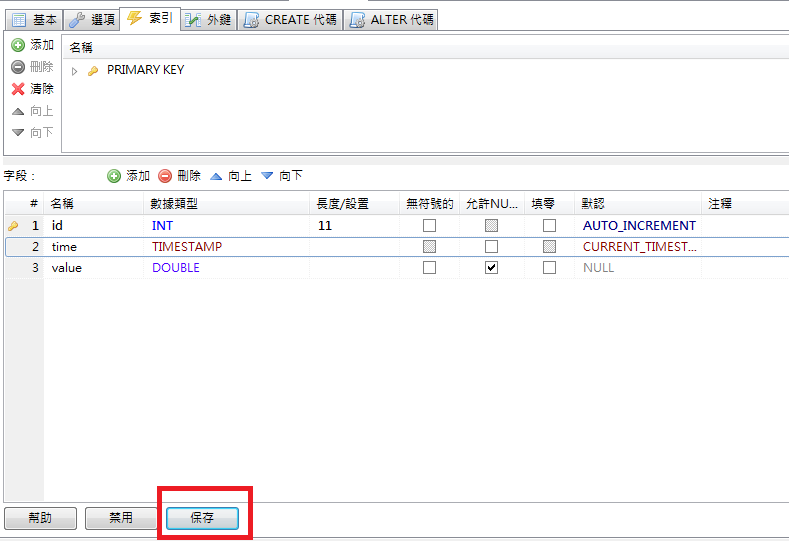 基本 選項 索引 外鍵 CREATE 代碼 ALTER 代碼
添加 名稱
刪除 PRIMARY KEY
清除
向上
向下
字段： 添加 刪除 向上 向下
# 名稱 數據類型 長度/設置 無符號的 允許NU... 填零 默認 注釋
1 id INT 11 AUTO_INCREMENT
2 time TIMESTAMP CURRENT_TIMEST...
3 value DOUBLE NULL
幫助 禁用 保存